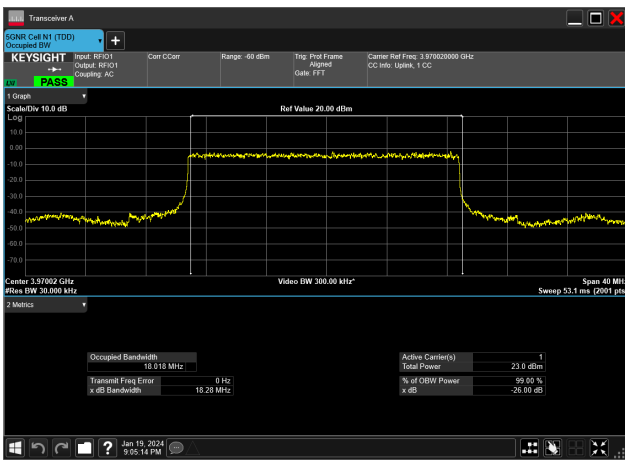 Transceiver A
5GNR Cell N1 (TDD)
Occupied BW
KEYSIGHT
LV
PASS
Input: RFIO1
Output: RFIO1
Coupling: AC
Corr CCorr
Range: -60 dBm
Trig: Prot Frame
Aligned
Gate: FFT
Carrier Ref Freq: 3.970020000 GHz
CC Info: Uplink, 1 CC
1 Graph
Scale/Div 10.0 dB
Ref Value 20.00 dBm
Log
10.0
0.00
-10.0
-20.0
-30.0
-40.0
-50.0
-60.0
-70.0
Center 3.97002 GHz
Video BW 300.00 kHz*
Span 40 MHz
#Res BW 30.000 kHz
Sweep 53.1 ms (2001 pts
2 Metrics
Occupied Bandwidth
18.018 MHz
Active Carrier(s) 1
Total Power 23.0 dBm
Transmit Freq Error 0 Hz
x dB Bandwidth 18.28 MHz
% of OBW Power 99.00 %
x dB -26.00 dB
?
Jan 19, 2024
9:05:14 PM